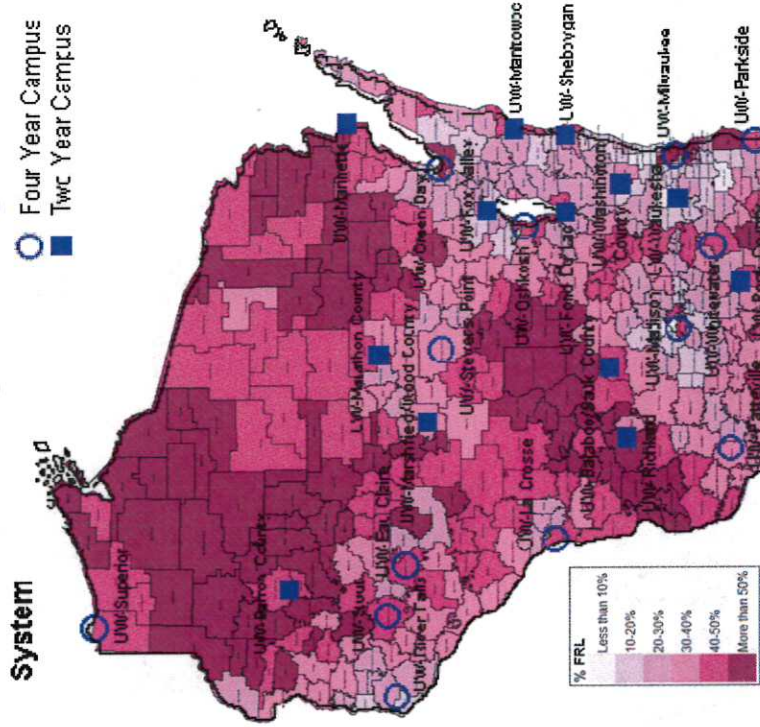 System
Four Year Campus
Two Year Campus
UW-Superior
UW-Barron County
UW-Stout
UW-River Falls
UW-Eau Claire
UW-Marshfield/Wood County
UW-Marathon County
UW-Stevens Point
UW-Marinette
UW-Green Bay
UW-Fox Valley
UW-Oshkosh
UW-Fond Du Lac
UW-Manitowoc
UW-Sheboygan
UW-Washington
County
UW-Waukesha
UW-Milwaukee
UW-Parkside
UW-La Crosse
UW-Baraboo/Sauk County
UW-Richland
UW-Madison
UW-Whitewater
UW-Platteville
% FRL
Less than 10%
10-20%
20-30%
30-40%
40-50%
More than 50%